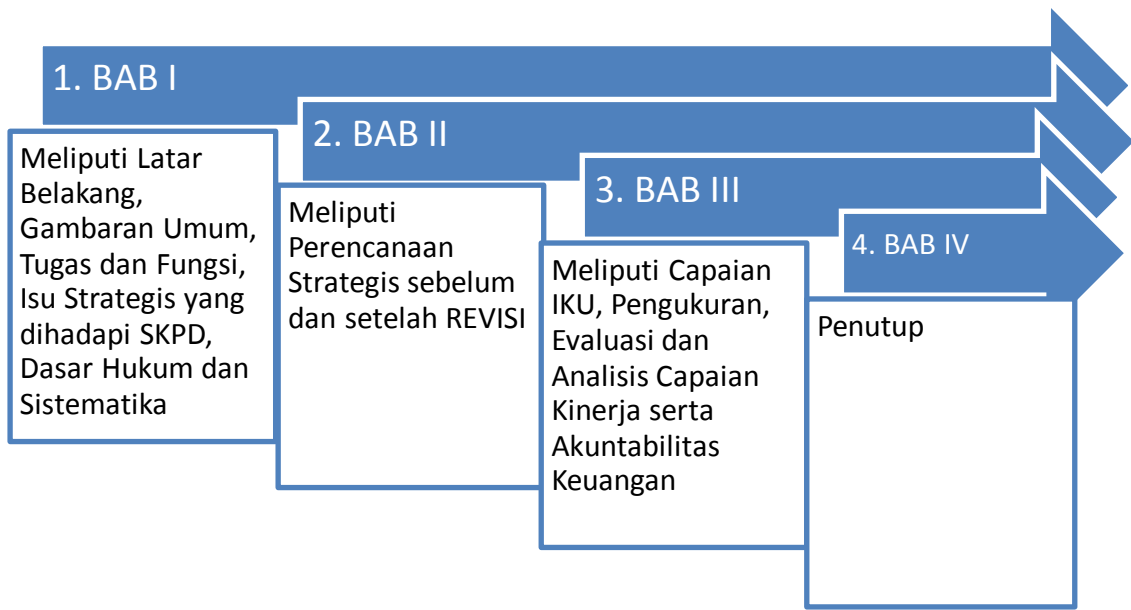 1. BAB I
Meliputi Latar
Belakang,
Gambaran Umum,
Tugas dan Fungsi,
Isu Strategis yang
dihadapi SKPD,
Dasar Hukum dan
Sistematika
2. BAB II
Meliputi
Perencanaan
Strategis sebelum
dan setelah REVISI
3. BAB III
Meliputi Capaian
IKU, Pengukuran,
Evaluasi dan
Analisis Capaian
Kinerja serta
Akuntabilitas
Keuangan
4. BAB IV
Penutup